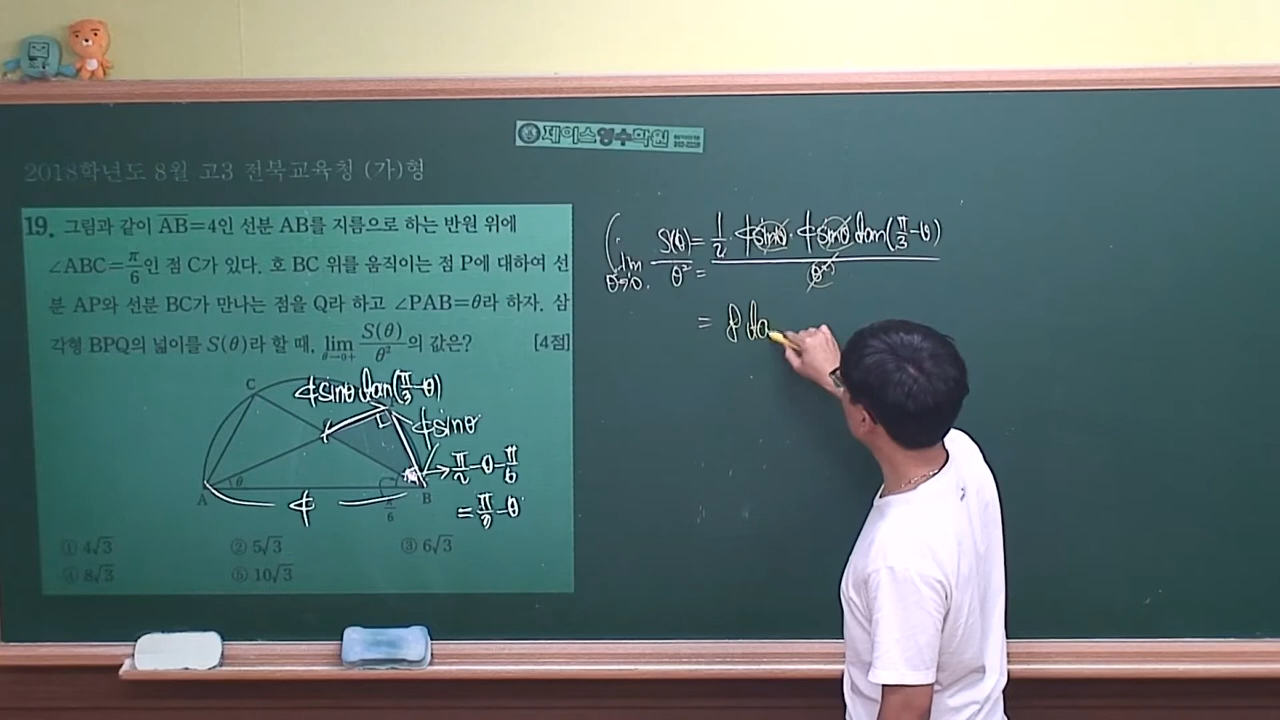 제이스영수학원
2018학년도 8월 고3 전북교육청 (가)형
19. 그림과 같이 AB=4인 선분 AB를 지름으로 하는 반원 위에
∠ABC=π/6인 점 C가 있다. 호 BC 위를 움직이는 점 P에 대하여 선
분 AP와 선분 BC가 만나는 점을 Q라 하고 ∠PAB=θ라 하자. 삼
각형 BPQ의 넓이를 S(θ)라 할 때, lim θ→0+ S(θ)/θ²의 값은? [4점]
C
4sinθ tan(π/3-θ)
4sinθ
→ π/2-θ-π/6
= π/3-θ
A θ 4 π/6 B
① 4√3 ② 5√3 ③ 6√3
④ 8√3 ⑤ 10√3
lim θ→0 S(θ)/θ² = 1/2 · 4sinθ · 4sinθ tan(π/3-θ) / θ²
= 8 ta